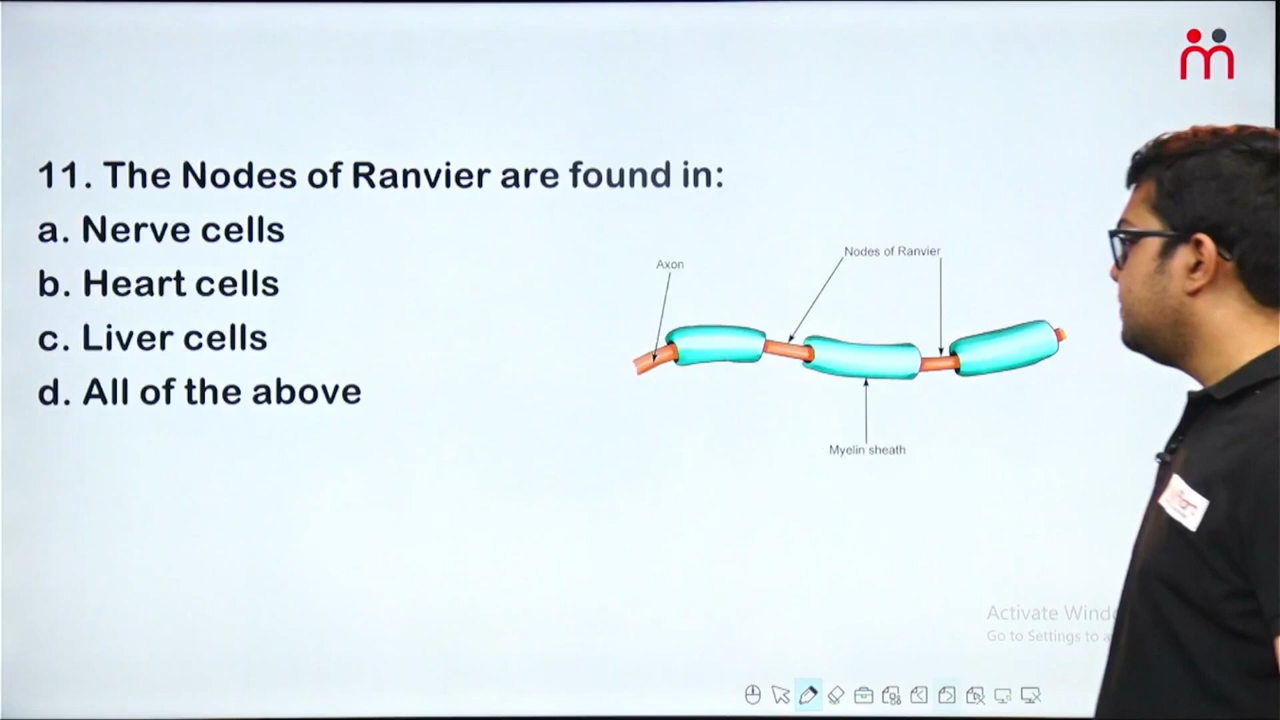 11. The Nodes of Ranvier are found in:
a. Nerve cells
b. Heart cells
c. Liver cells
d. All of the above
Nodes of Ranvier
Axon
Myelin sheath
Activate Wind
Go to Settings to a